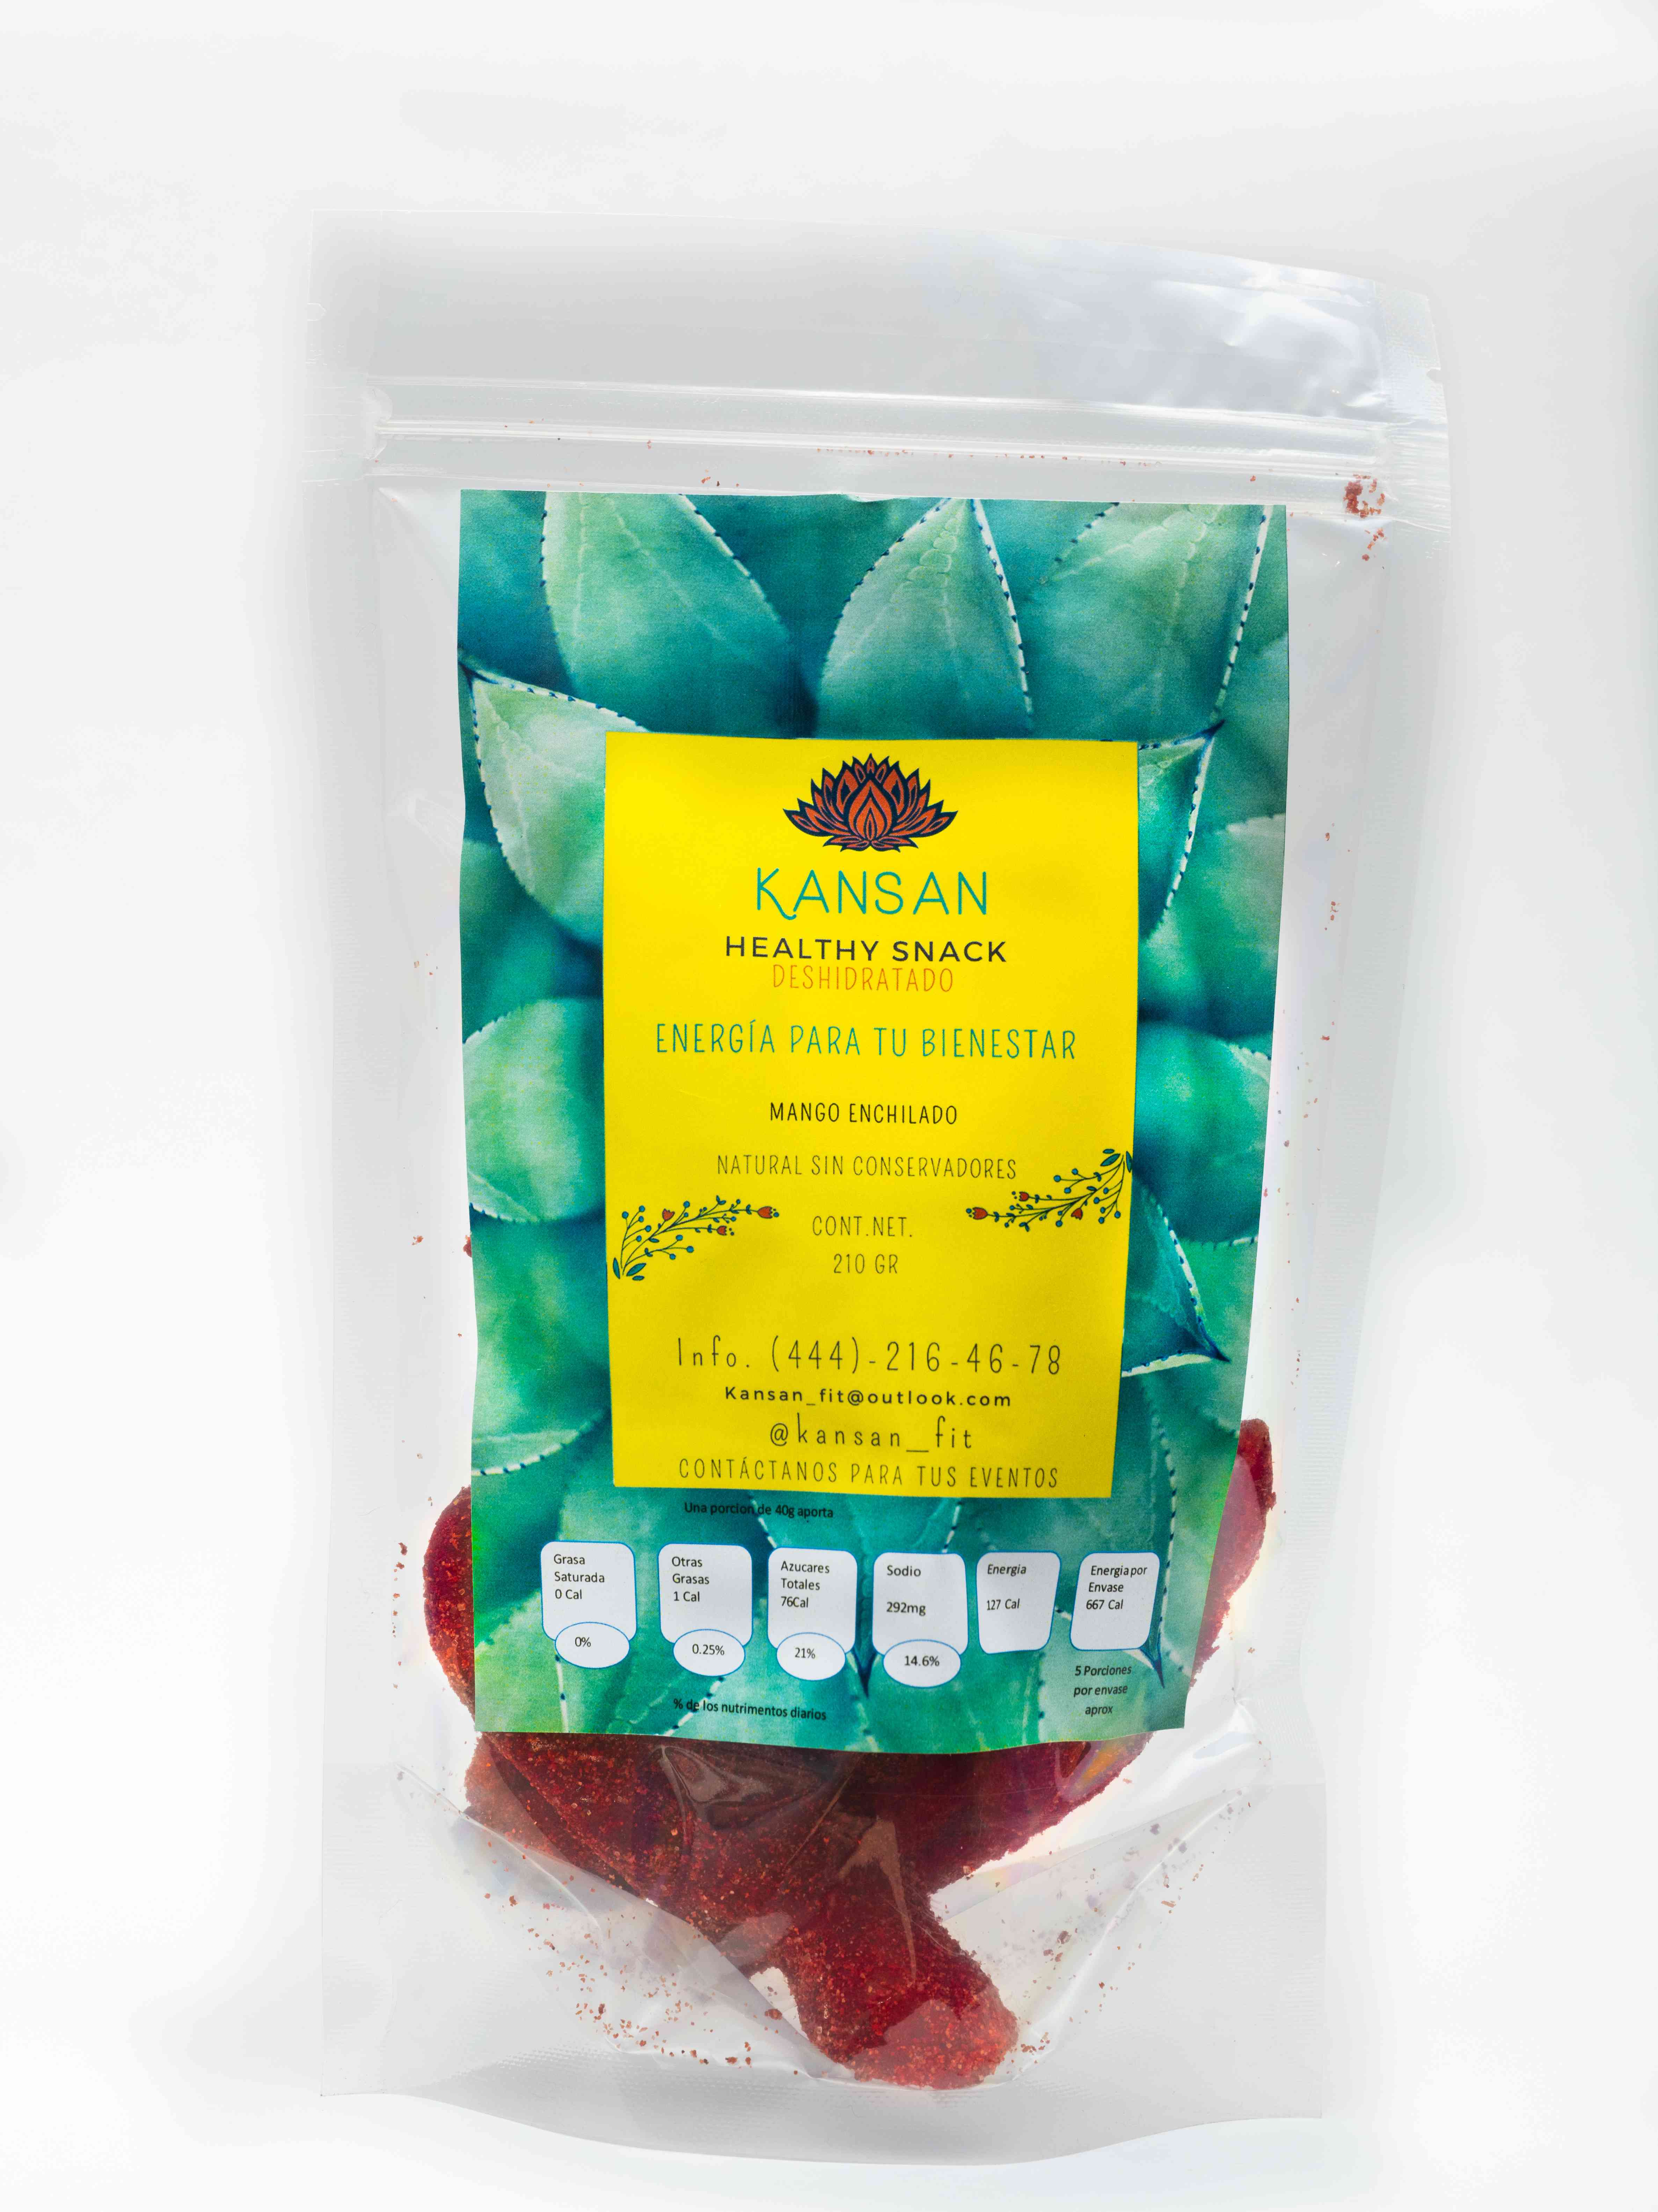 KANSAN
HEALTHY SNACK
DESHIDRATADO
ENERGÍA PARA TU BIENESTAR
MANGO ENCHILADO
NATURAL SIN CONSERVADORES
CONT.NET.
210 GR
Info. (444)-216-46-78
Kansan_fit@outlook.com
@kansan_fit
CONTÁCTANOS PARA TUS EVENTOS
Una porcion de 40g aporta
Grasa
Saturada
0 Cal
0%
Otras
Grasas
1 Cal
0.25%
Azucares
Totales
76Cal
21%
Sodio
292mg
14.6%
Energia
127 Cal
Energia por
Envase
667 Cal
5 Porciones
por envase
aprox
% de los nutrimentos diarios